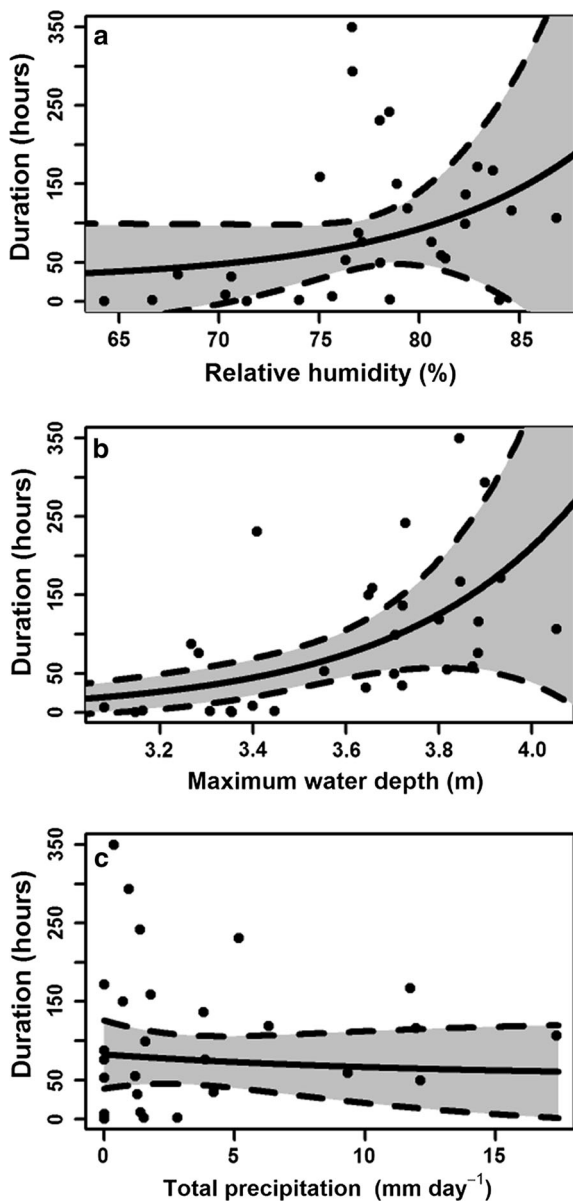 a
Duration (hours)
350
250
150
50
0
65 70 75 80 85
Relative humidity (%)
b
Duration (hours)
350
250
150
50
0
3.2 3.4 3.6 3.8 4.0
Maximum water depth (m)
c
Duration (hours)
350
250
150
50
0
0 5 10 15
Total precipitation (mm day⁻¹)